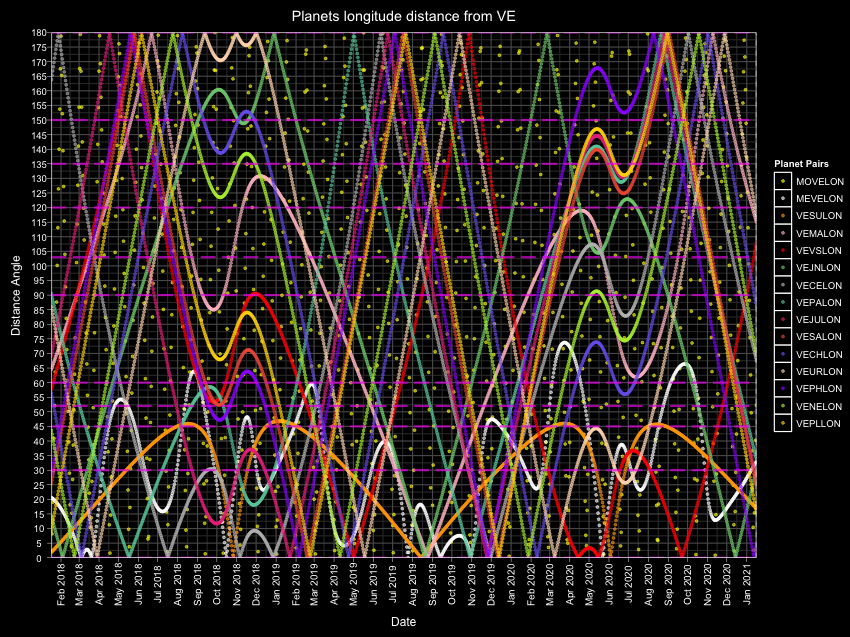 Planets longitude distance from VE
Distance Angle
180
175
170
165
160
155
150
145
140
135
130
125
120
115
110
105
100
95
90
85
80
75
70
65
60
55
50
45
40
35
30
25
20
15
10
5
0
Feb 2018
Mar 2018
Apr 2018
May 2018
Jun 2018
Jul 2018
Aug 2018
Sep 2018
Oct 2018
Nov 2018
Dec 2018
Jan 2019
Feb 2019
Mar 2019
Apr 2019
May 2019
Jun 2019
Jul 2019
Aug 2019
Sep 2019
Oct 2019
Nov 2019
Dec 2019
Jan 2020
Feb 2020
Mar 2020
Apr 2020
May 2020
Jun 2020
Jul 2020
Aug 2020
Sep 2020
Oct 2020
Nov 2020
Dec 2020
Jan 2021
Date
Planet Pairs
MOVELON
MEVELON
VESULON
VEMALON
VEVSLON
VEJNLON
VECELON
VEPALON
VEJULON
VESALON
VECHLON
VEURLON
VEPHLON
VENELON
VEPLLON